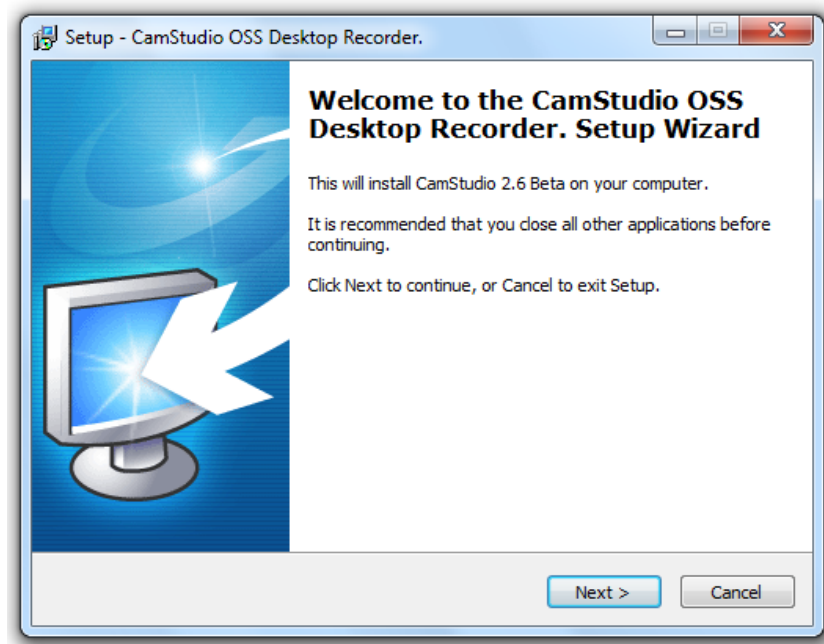 Setup - CamStudio OSS Desktop Recorder.
Welcome to the CamStudio OSS
Desktop Recorder. Setup Wizard
This will install CamStudio 2.6 Beta on your computer.
It is recommended that you close all other applications before
continuing.
Click Next to continue, or Cancel to exit Setup.
Next >
Cancel